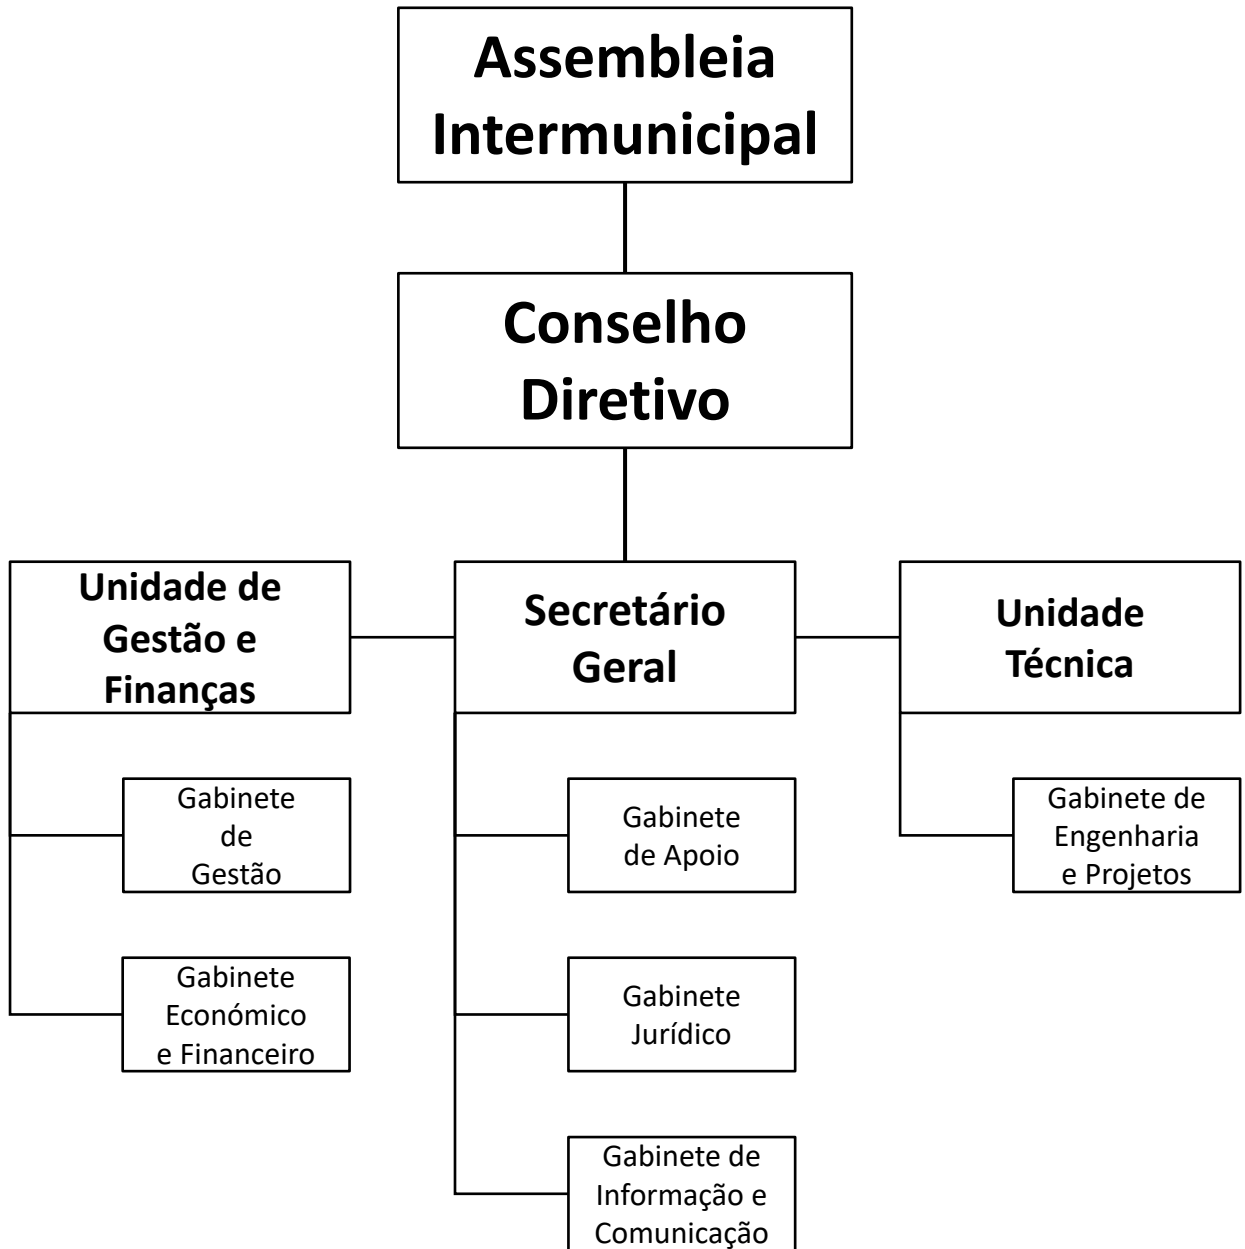 Assembleia
Intermunicipal
Conselho
Diretivo
Unidade de
Gestão e
Finanças
Secretário
Geral
Unidade
Técnica
Gabinete
de
Gestão
Gabinete
de Apoio
Gabinete de
Engenharia
e Projetos
Gabinete
Económico
e Financeiro
Gabinete
Jurídico
Gabinete de
Informação e
Comunicação